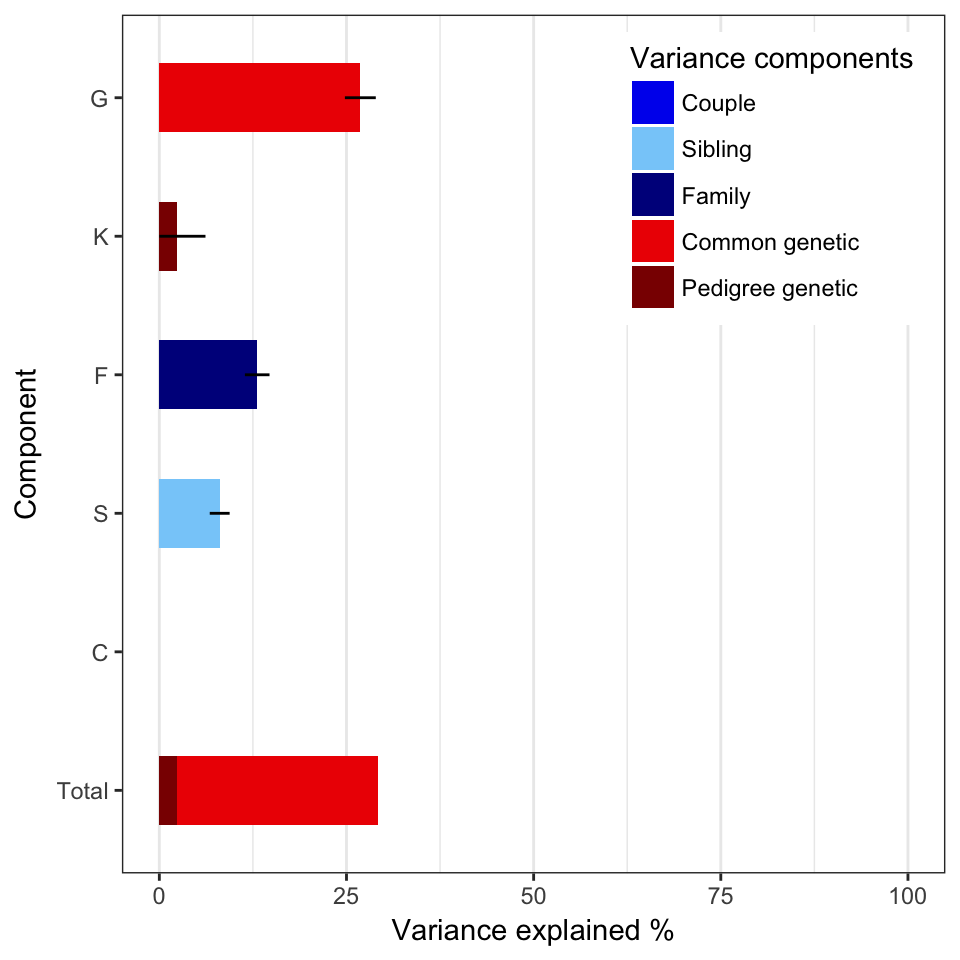 Variance components
Couple
Sibling
Family
Common genetic
Pedigree genetic
G
K
F
S
C
Total
Component
0 25 50 75 100
Variance explained %